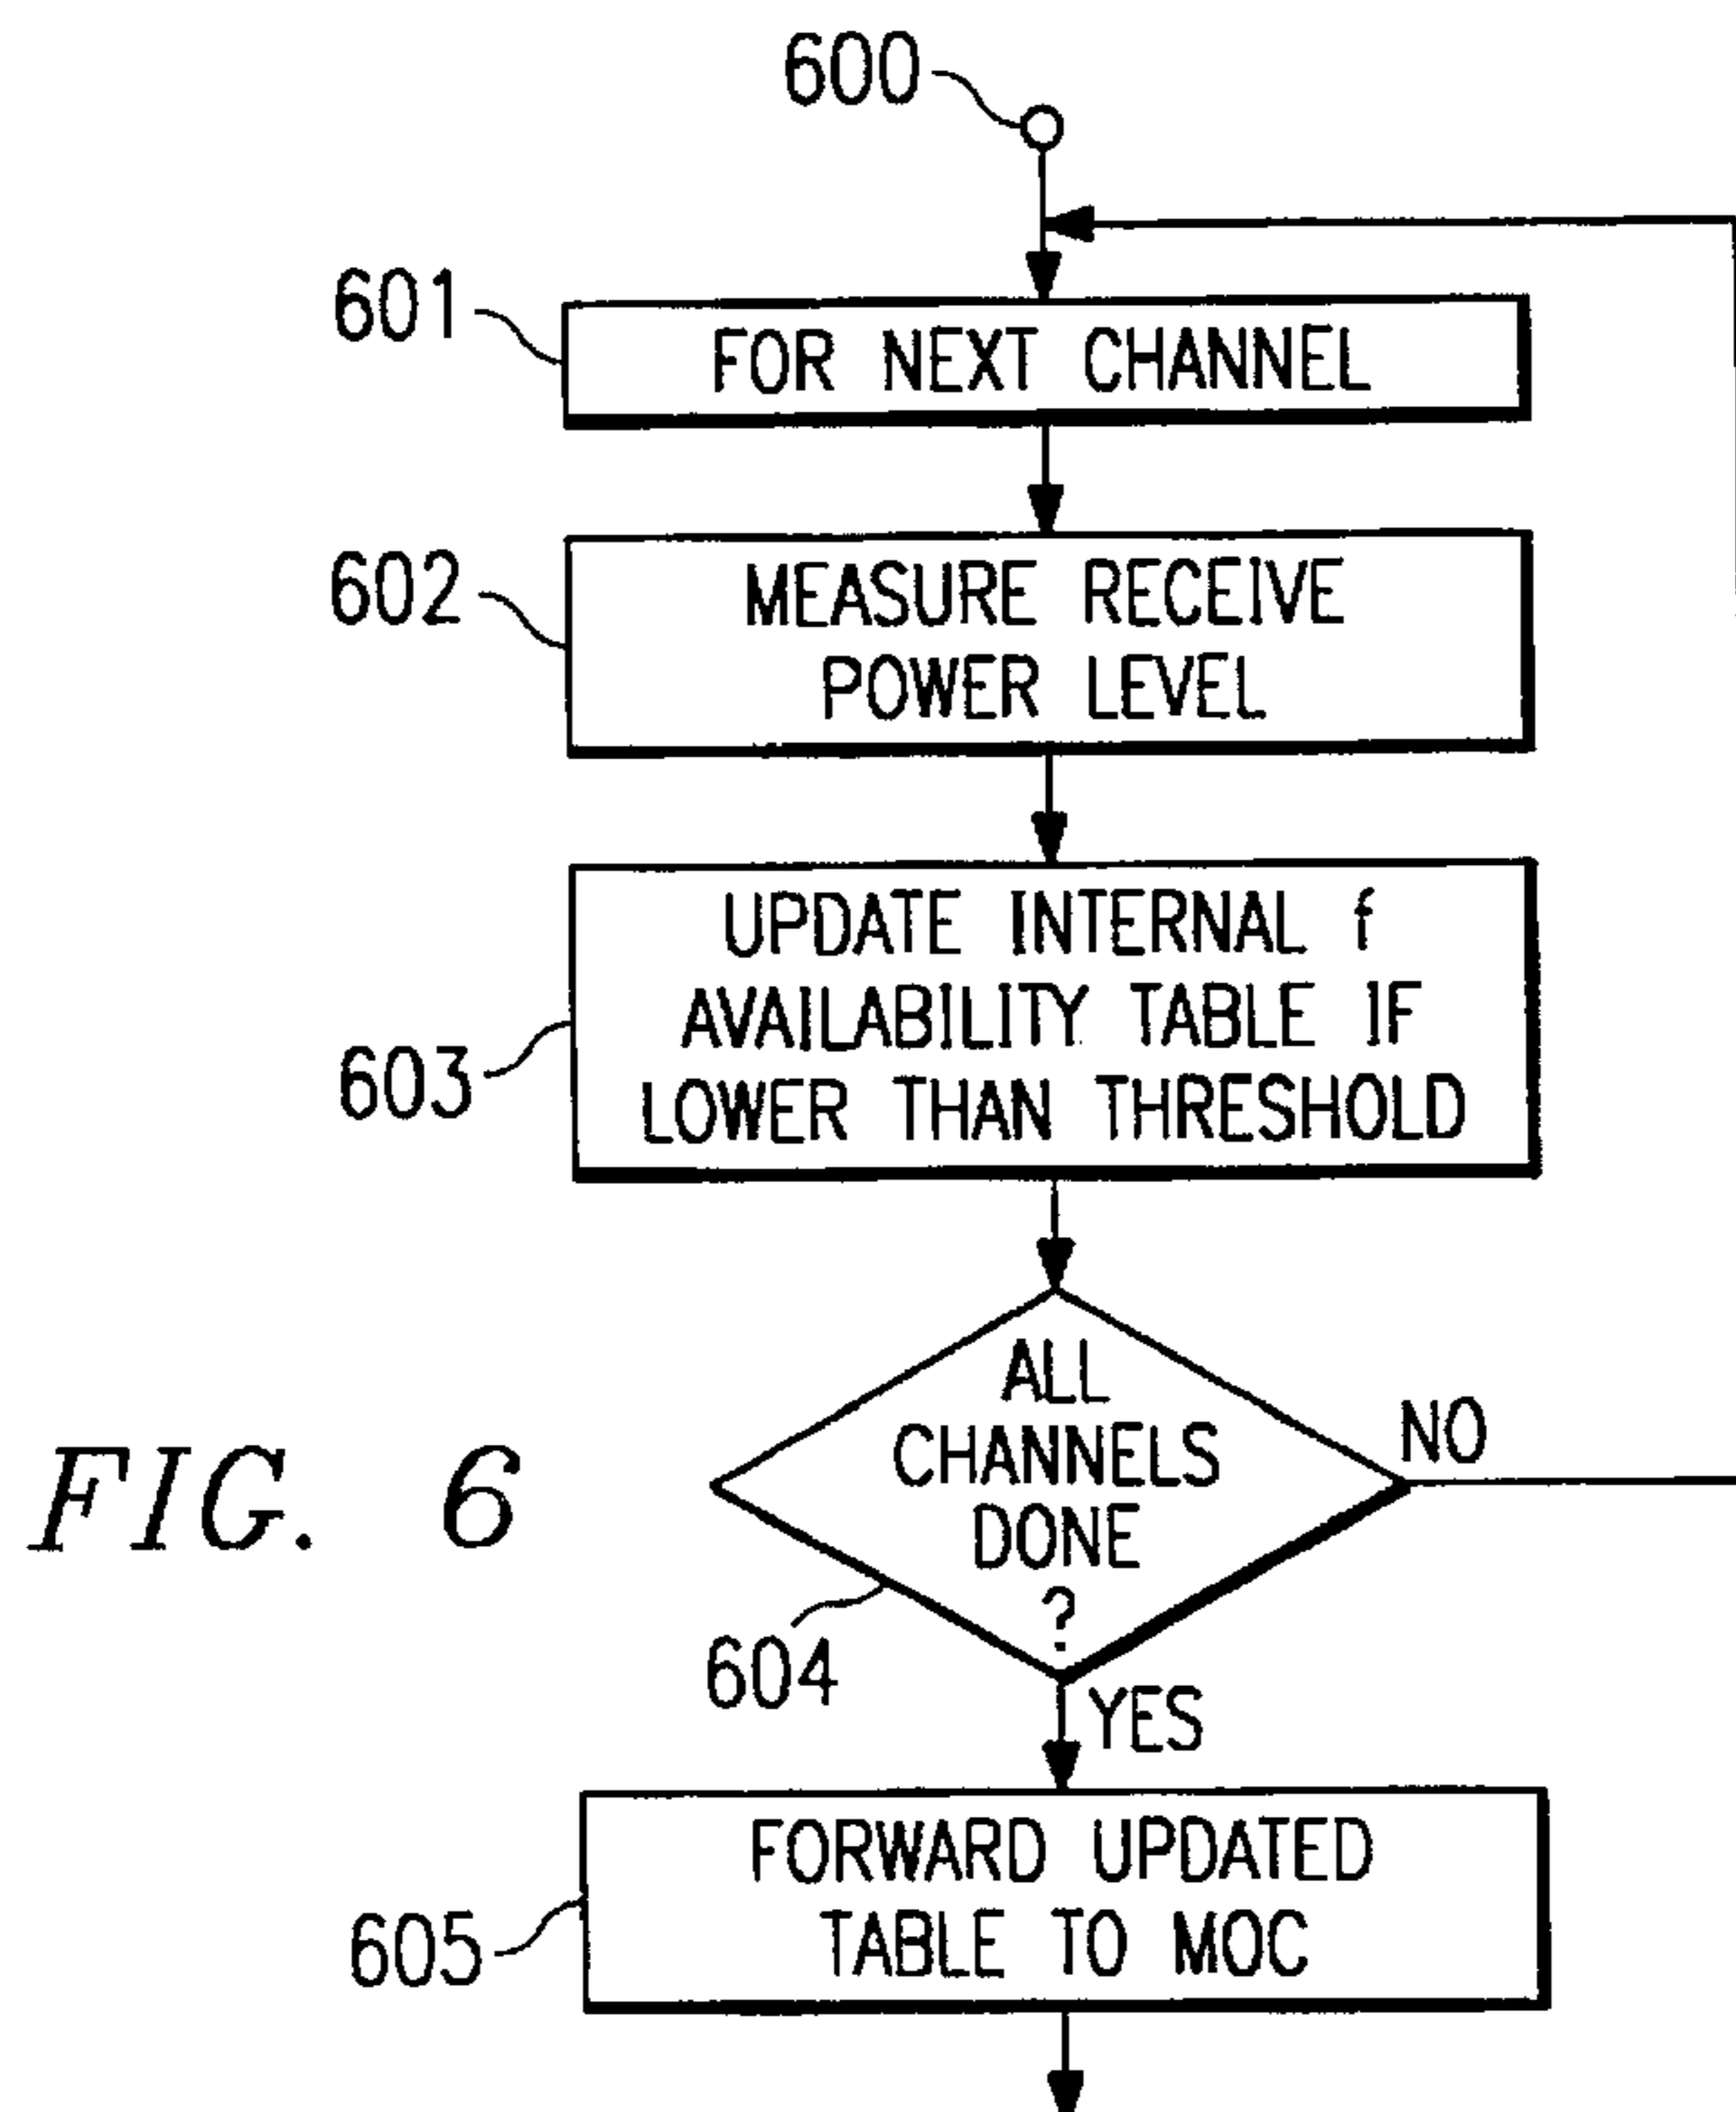 600
601
FOR NEXT CHANNEL
602
MEASURE RECEIVE
POWER LEVEL
603
UPDATE INTERNAL f
AVAILABILITY TABLE IF
LOWER THAN THRESHOLD
ALL
CHANNELS
DONE
?
NO
FIG. 6
604
YES
605
FORWARD UPDATED
TABLE TO MOC